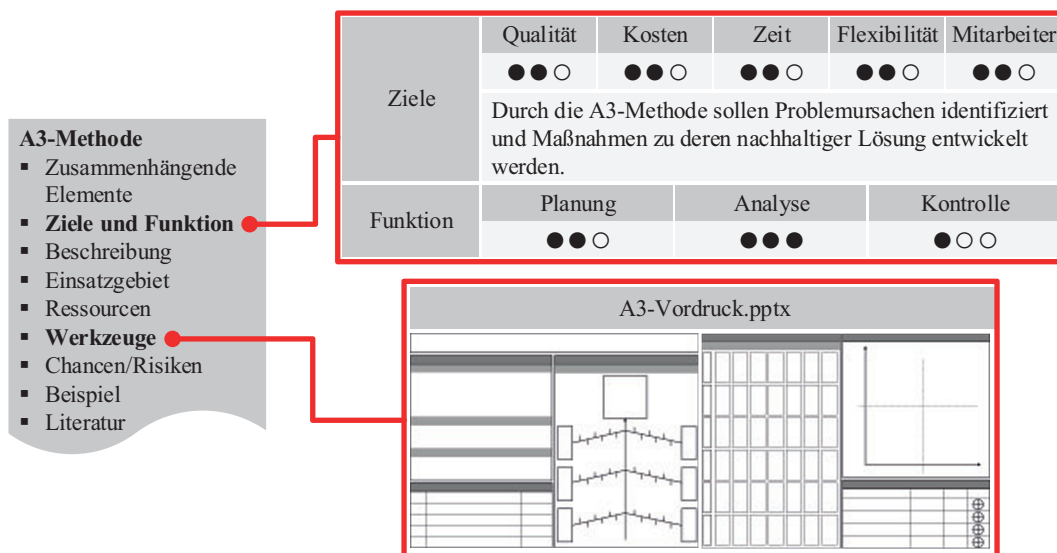 A3-Methode
▪ Zusammenhängende
Elemente
▪ Ziele und Funktion
▪ Beschreibung
▪ Einsatzgebiet
▪ Ressourcen
▪ Werkzeuge
▪ Chancen/Risiken
▪ Beispiel
▪ Literatur
Ziele
Qualität Kosten Zeit Flexibilität Mitarbeiter
●●○ ●●○ ●●○ ●●○ ●●○
Durch die A3-Methode sollen Problemursachen identifiziert
und Maßnahmen zu deren nachhaltiger Lösung entwickelt
werden.
Funktion
Planung Analyse Kontrolle
●●○ ●●● ●○○
A3-Vordruck.pptx